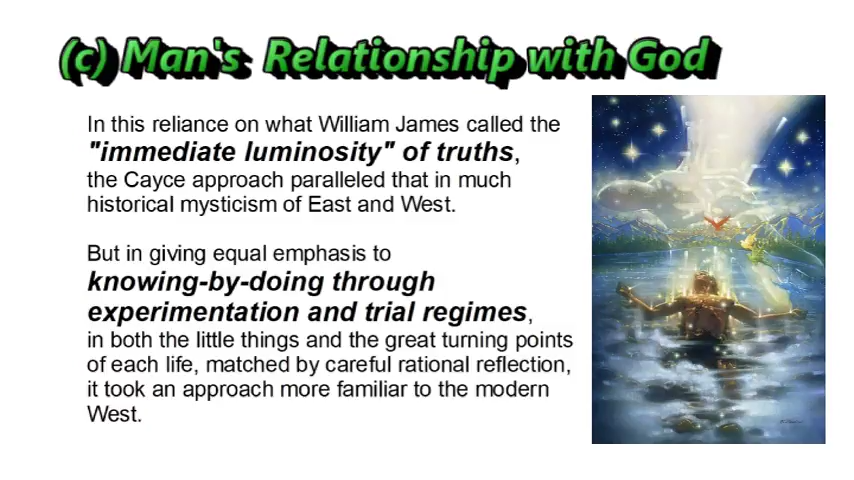 (c) Man's Relationship with God
In this reliance on what William James called the
"immediate luminosity" of truths,
the Cayce approach paralleled that in much
historical mysticism of East and West.
But in giving equal emphasis to
knowing-by-doing through
experimentation and trial regimes,
in both the little things and the great turning points
of each life, matched by careful rational reflection,
it took an approach more familiar to the modern
West.